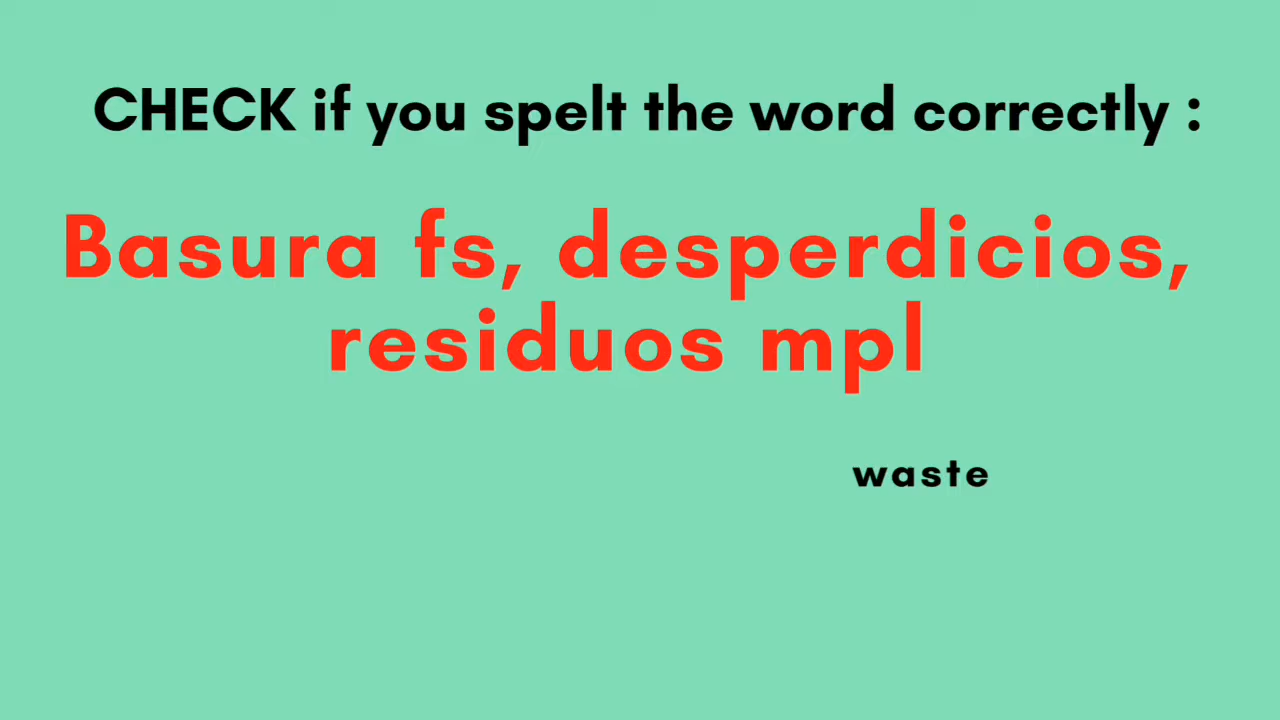 CHECK if you spelt the word correctly :
Basura fs, desperdicios,
residuos mpl
waste